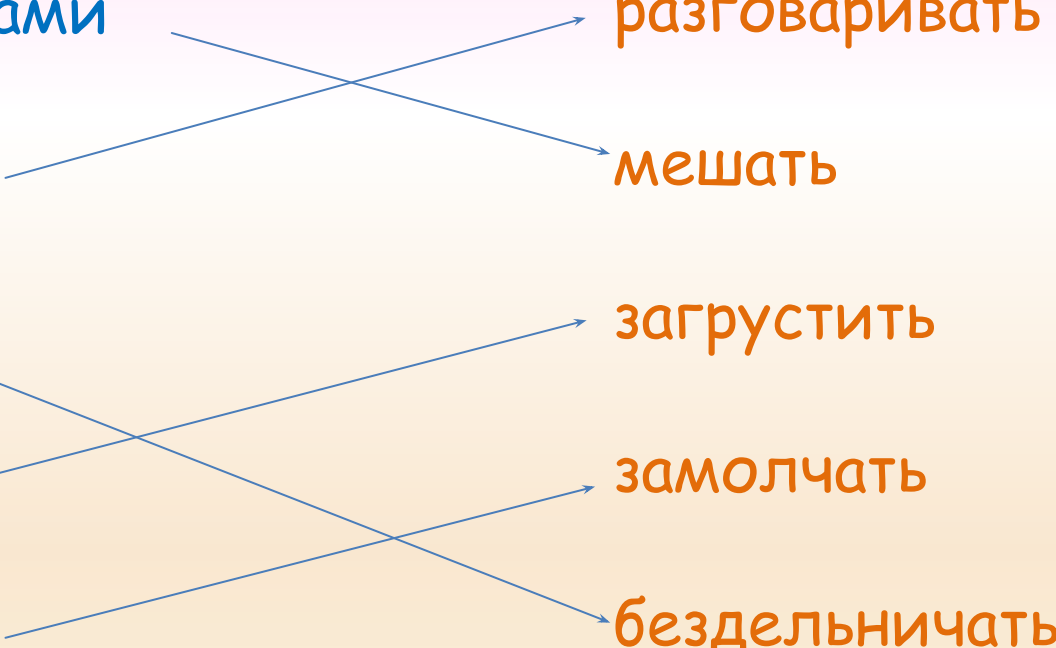 ами разговаривать
мешать
загрустить
замолчать
бездельничать